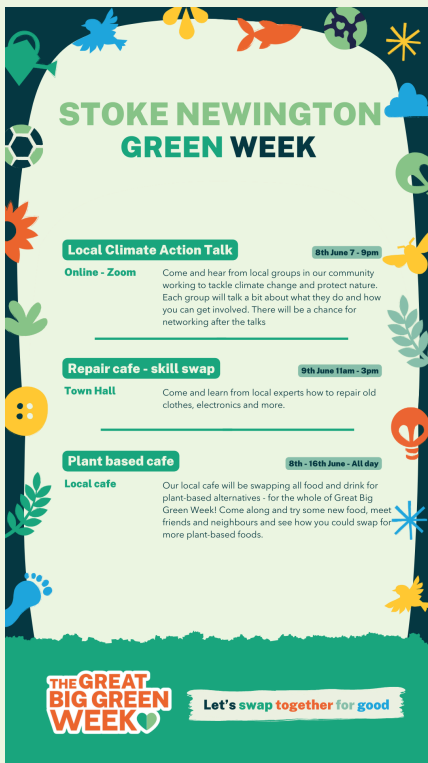 STOKE NEWINGTON
GREEN WEEK
Local Climate Action Talk
8th June 7 - 9pm
Online - Zoom
Come and hear from local groups in our community
working to tackle climate change and protect nature.
Each group will talk a bit about what they do and how
you can get involved. There will be a chance for
networking after the talks
Repair cafe - skill swap
9th June 11am - 3pm
Town Hall
Come and learn from local experts how to repair old
clothes, electronics and more.
Plant based cafe
8th - 16th June - All day
Local cafe
Our local cafe will be swapping all food and drink for
plant-based alternatives - for the whole of Great Big
Green Week! Come along and try some new food, meet
friends and neighbours and see how you could swap for
more plant-based foods.
THE GREAT
BIG GREEN
WEEK
Let's swap together for good